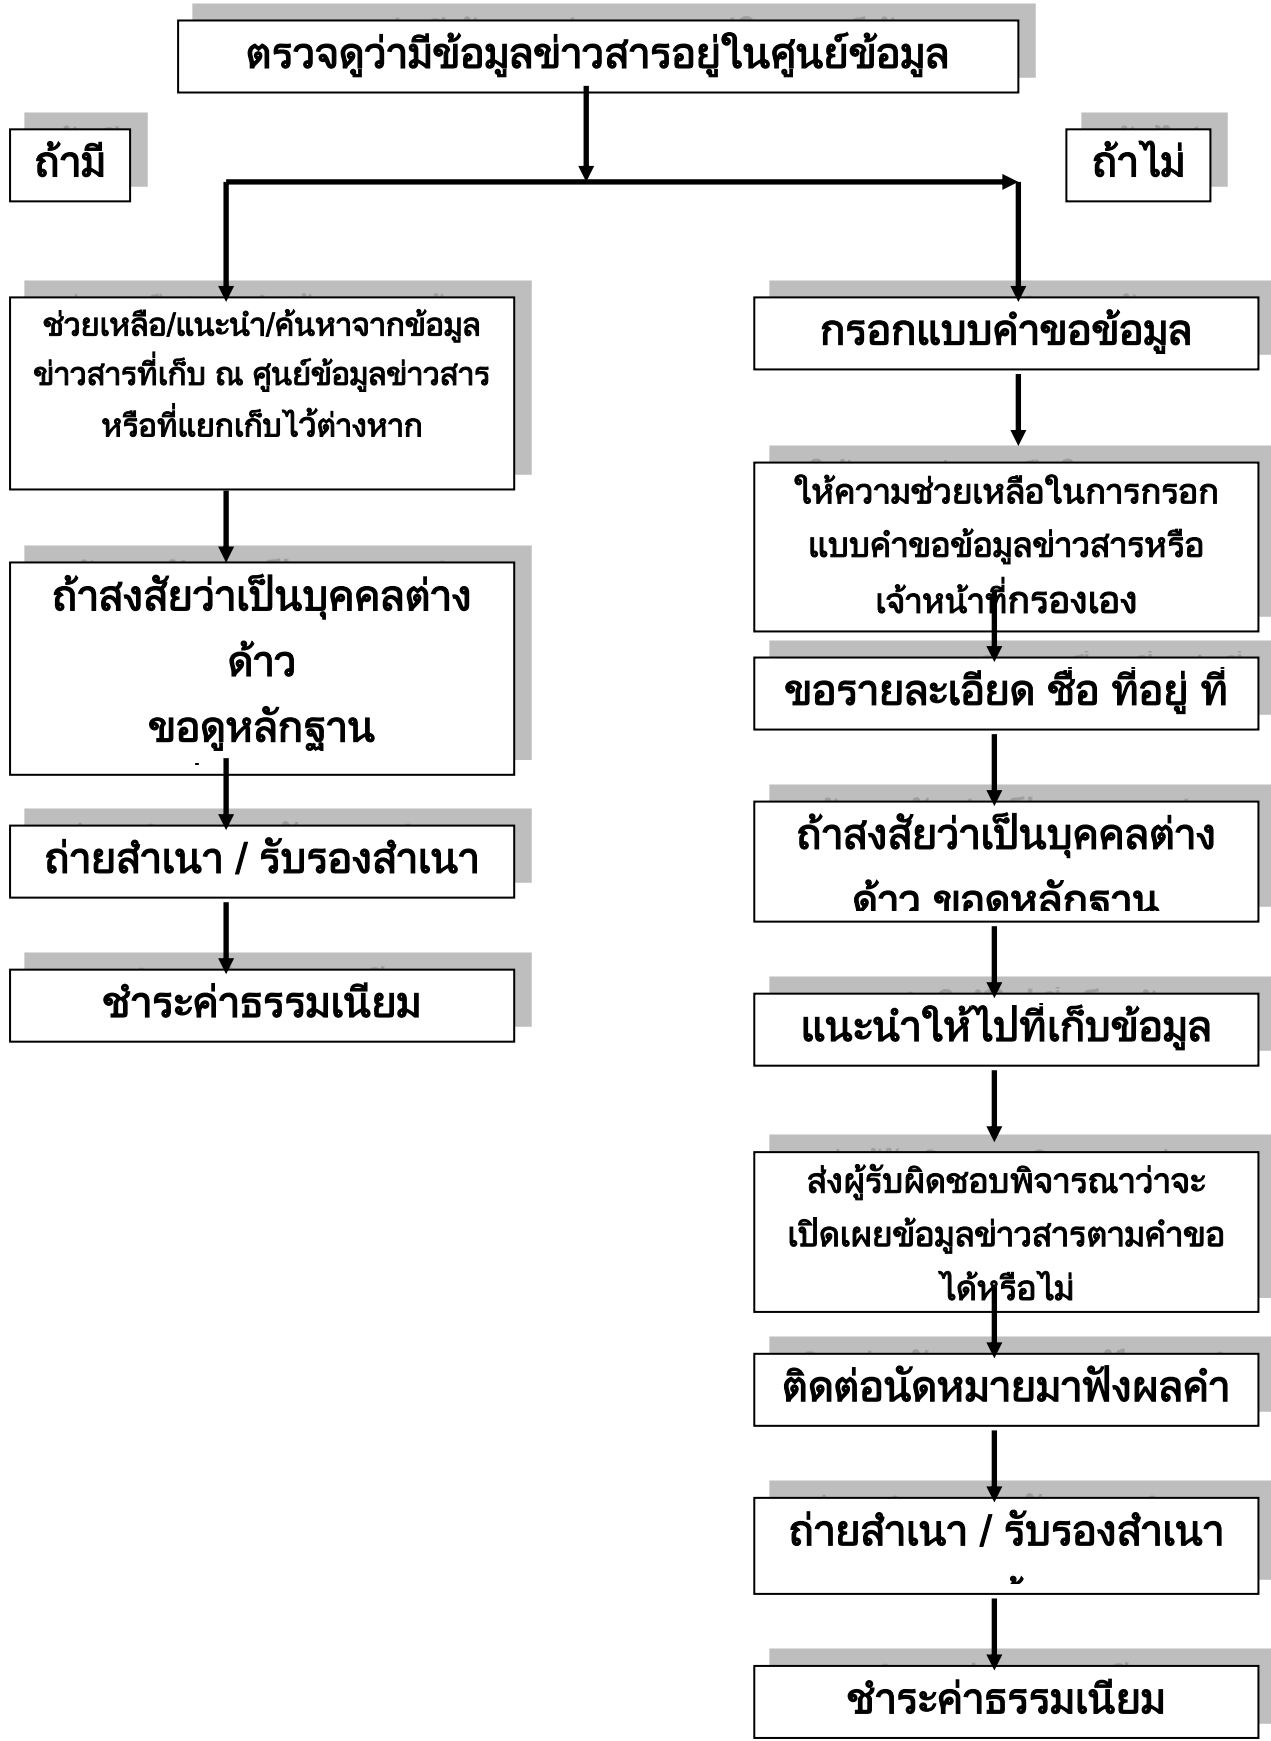 ตรวจดูว่ามีข้อมูลข่าวสารอยู่ในศูนย์ข้อมูล
ถ้ามี
ถ้าไม่
ช่วยเหลือ/แนะนำ/ค้นหาจากข้อมูล
ข่าวสารที่เก็บ ณ ศูนย์ข้อมูลข่าวสาร
หรือที่แยกเก็บไว้ต่างหาก
ถ้าสงสัยว่าเป็นบุคคลต่าง
ด้าว
ขอดูหลักฐาน
ถ่ายสำเนา / รับรองสำเนา
ชำระค่าธรรมเนียม
กรอกแบบคำขอข้อมูล
ให้ความช่วยเหลือในการกรอก
แบบคำขอข้อมูลข่าวสารหรือ
เจ้าหน้าที่กรองเอง
ขอรายละเอียด ชื่อ ที่อยู่ ที่
ถ้าสงสัยว่าเป็นบุคคลต่าง
ด้าว ขอดูหลักฐาน
แนะนำให้ไปที่เก็บข้อมูล
ส่งผู้รับผิดชอบพิจารณาว่าจะ
เปิดเผยข้อมูลข่าวสารตามคำขอ
ได้หรือไม่
ติดต่อนัดหมายมาฟังผลคำ
ถ่ายสำเนา / รับรองสำเนา
ชำระค่าธรรมเนียม